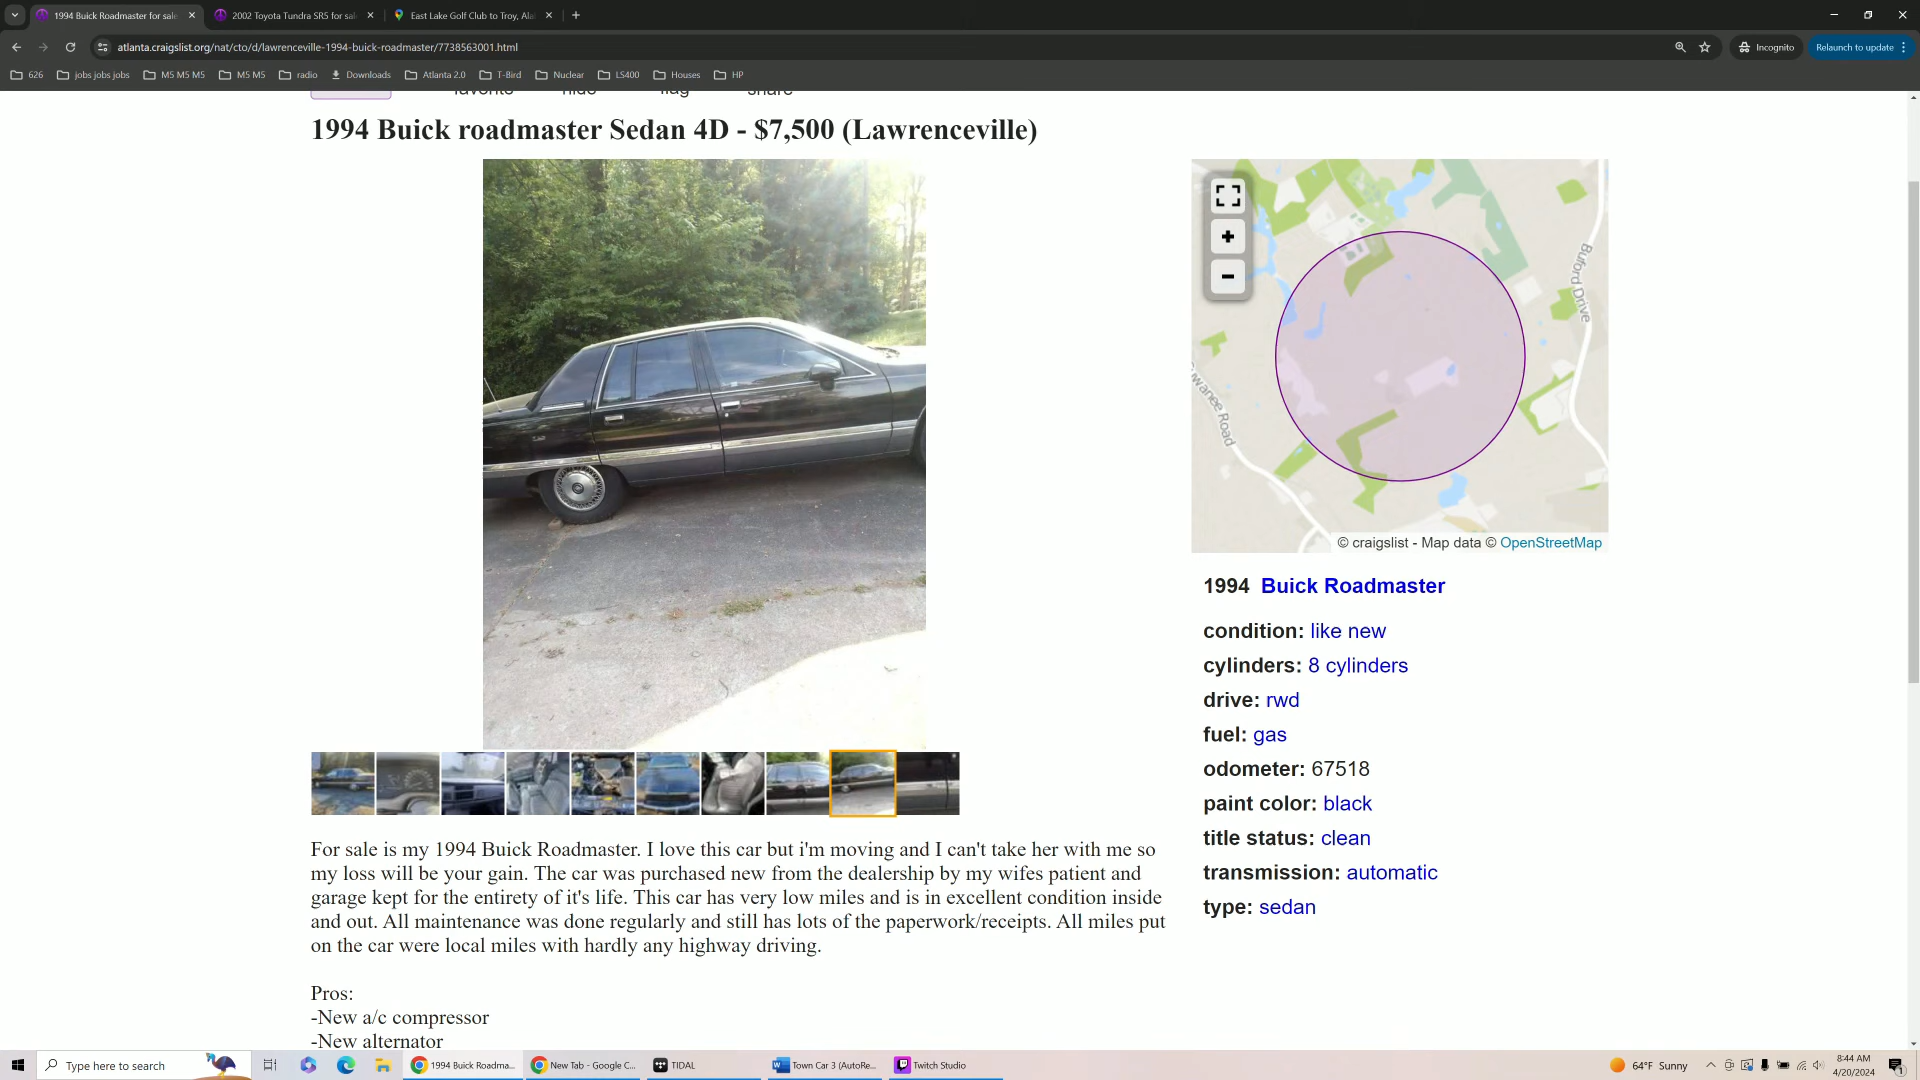 1994 Buick Roadmaster for sale
2002 Toyota Tundra SR5 for sal
East Lake Golf Club to Troy, Ala
atlanta.craigslist.org/nat/cto/d/lawrenceville-1994-buick-roadmaster/7738563001.html
Incognito
Relaunch to update
626
jobs jobs jobs
M5 M5 M5
M5 M5
radio
Downloads
Atlanta 2.0
T-Bird
Nuclear
LS400
Houses
HP
favorite hide flag share
1994 Buick roadmaster Sedan 4D - $7,500 (Lawrenceville)
Buford Drive
Suwanee Road
© craigslist - Map data © OpenStreetMap
1994 Buick Roadmaster
condition: like new
cylinders: 8 cylinders
drive: rwd
fuel: gas
odometer: 67518
paint color: black
title status: clean
transmission: automatic
type: sedan
For sale is my 1994 Buick Roadmaster. I love this car but i'm moving and I can't take her with me so
my loss will be your gain. The car was purchased new from the dealership by my wifes patient and
garage kept for the entirety of it's life. This car has very low miles and is in excellent condition inside
and out. All maintenance was done regularly and still has lots of the paperwork/receipts. All miles put
on the car were local miles with hardly any highway driving.
Pros:
-New a/c compressor
-New alternator
Type here to search
1994 Buick Roadma...
New Tab - Google C...
TIDAL
Town Car 3 (AutoRe...
Twitch Studio
64°F Sunny
8:44 AM
4/20/2024
1